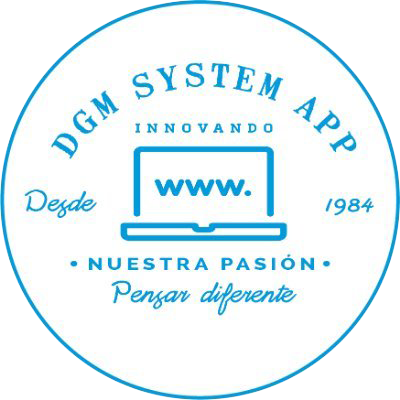 DGM SYSTEM APP
INNOVANDO
www.
Desde
1984
• NUESTRA PASIÓN •
Pensar diferente